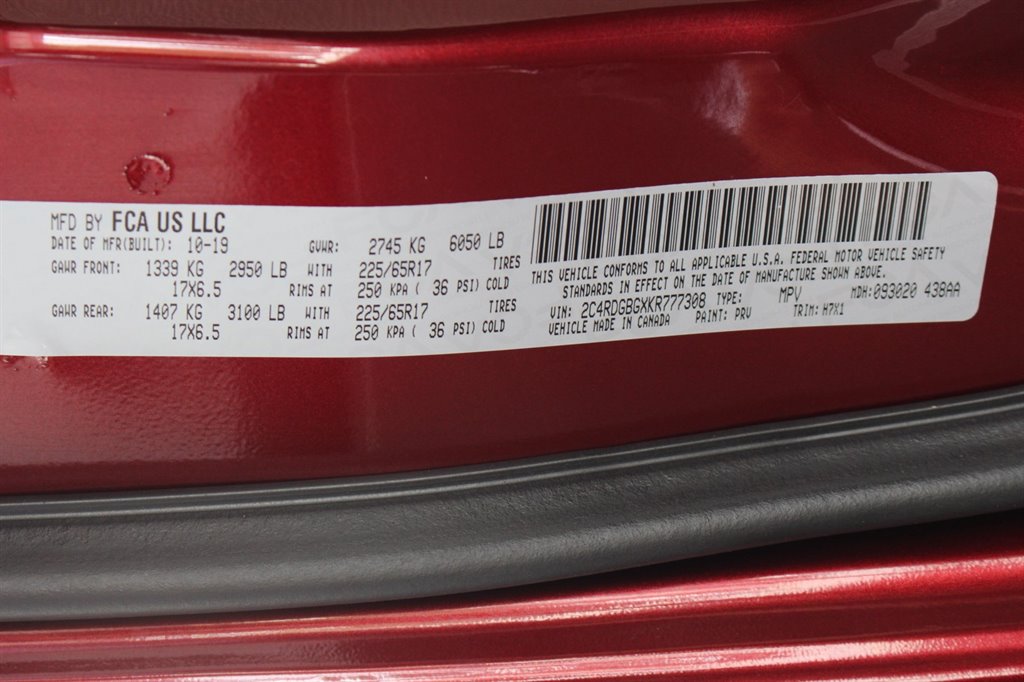 MFD BY FCA US LLC
DATE OF MFR(BUILT): 10-19 GVWR: 2745 KG 6050 LB
GAWR FRONT: 1339 KG 2950 LB WITH 225/65R17 TIRES
17X6.5 RIMS AT 250 KPA ( 36 PSI) COLD
GAWR REAR: 1407 KG 3100 LB WITH 225/65R17 TIRES
17X6.5 RIMS AT 250 KPA ( 36 PSI) COLD
THIS VEHICLE CONFORMS TO ALL APPLICABLE U.S.A. FEDERAL MOTOR VEHICLE SAFETY
STANDARDS IN EFFECT ON THE DATE OF MANUFACTURE SHOWN ABOVE.
VIN: 2C4RDGBGXKR777308 TYPE: MPV MDH: 093020 438AA
VEHICLE MADE IN CANADA PAINT: PRV TRIM: H7X1